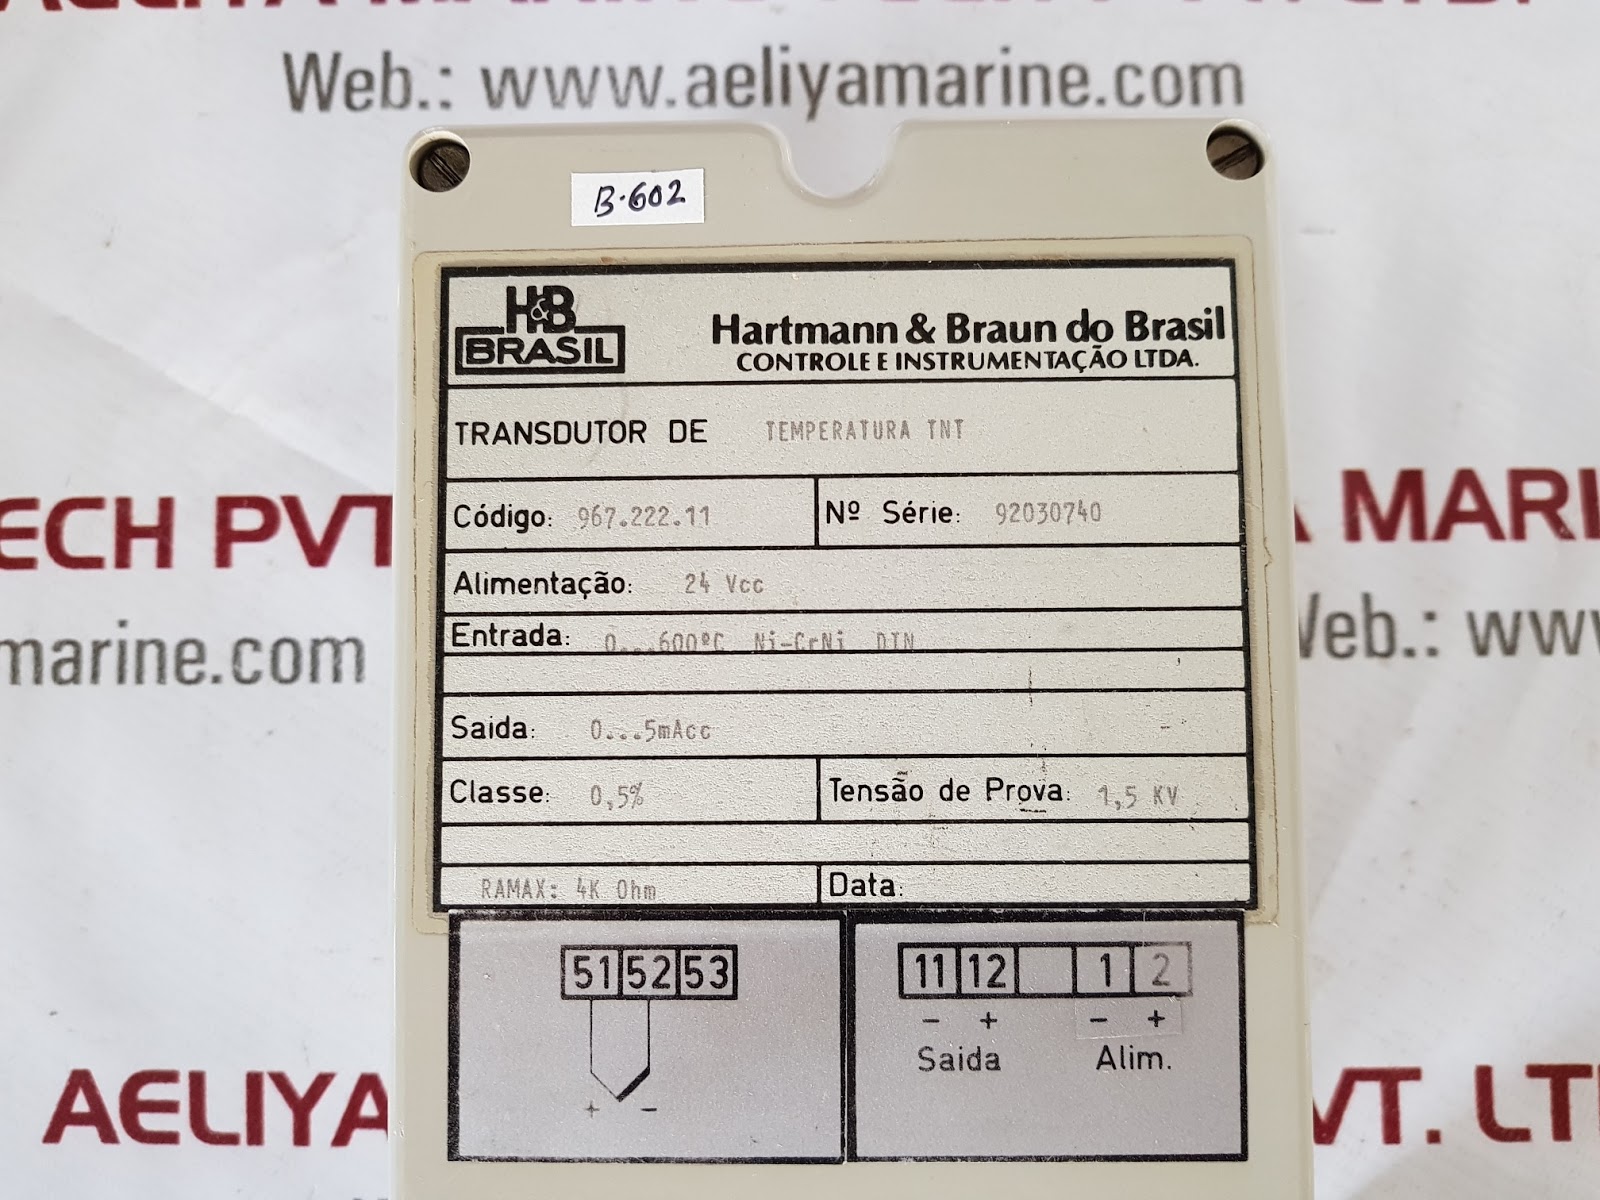 Web.: www.aeliyamarine.com
B-602
H&B
BRASIL
Hartmann & Braun do Brasil
CONTROLE E INSTRUMENTAÇÃO LTDA.
TRANSDUTOR DE TEMPERATURA TNT
Código: 967.222.11 Nº Série: 92030740
ECH PVT
A MARI
Alimentação: 24 Vcc
Entrada: 0...600ºC Ni-CrNi DIN
marine.com
Web.: www
Saida: 0...5mAcc
Classe: 0,5% Tensão de Prova: 1,5 KV
RAMAX: 4K Ohm Data:
51 52 53
11 12 1 2
- + - +
Saida Alim.
+ -
AELIYA
VT. LT